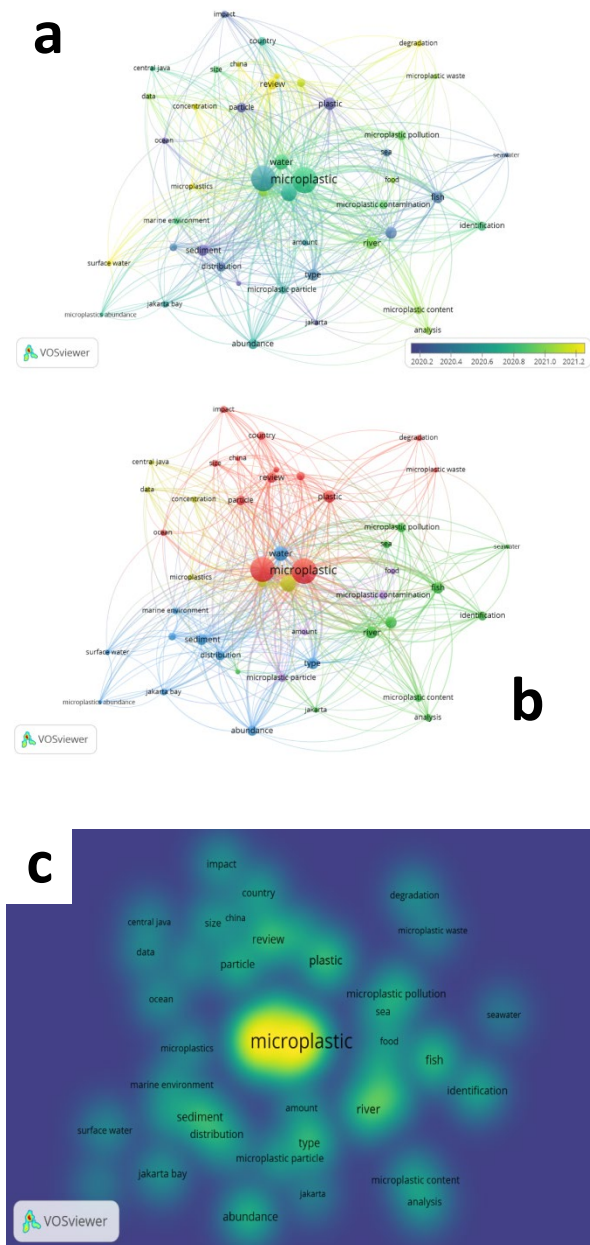 a
impact
country
degradation
central java
china
size
review
microplastic waste
data
concentration
particle
plastic
microplastic pollution
ocean
sea
seawater
water
microplastic
food
microplastics
fish
microplastic contamination
marine environment
identification
amount
river
sediment
surface water
distribution
type
microplastic particle
jakarta bay
microplastic content
microplastics abundance
jakarta
analysis
abundance
VOSviewer
2020.2 2020.4 2020.6 2020.8 2021.0 2021.2
impact
country
degradation
central java
china
size
microplastic waste
review
data
concentration
particle
plastic
microplastic pollution
ocean
sea
seawater
water
microplastic
food
microplastics
fish
microplastic contamination
marine environment
identification
amount
river
sediment
surface water
distribution
type
microplastic particle
jakarta bay
microplastic content
microplastics abundance
b
jakarta
analysis
abundance
VOSviewer
c
impact
country
degradation
central java
china
size
microplastic waste
review
data
plastic
particle
microplastic pollution
ocean
sea
seawater
microplastic
food
microplastics
fish
marine environment
identification
amount
river
sediment
surface water
distribution
type
microplastic particle
jakarta bay
microplastic content
jakarta
analysis
abundance
VOSviewer